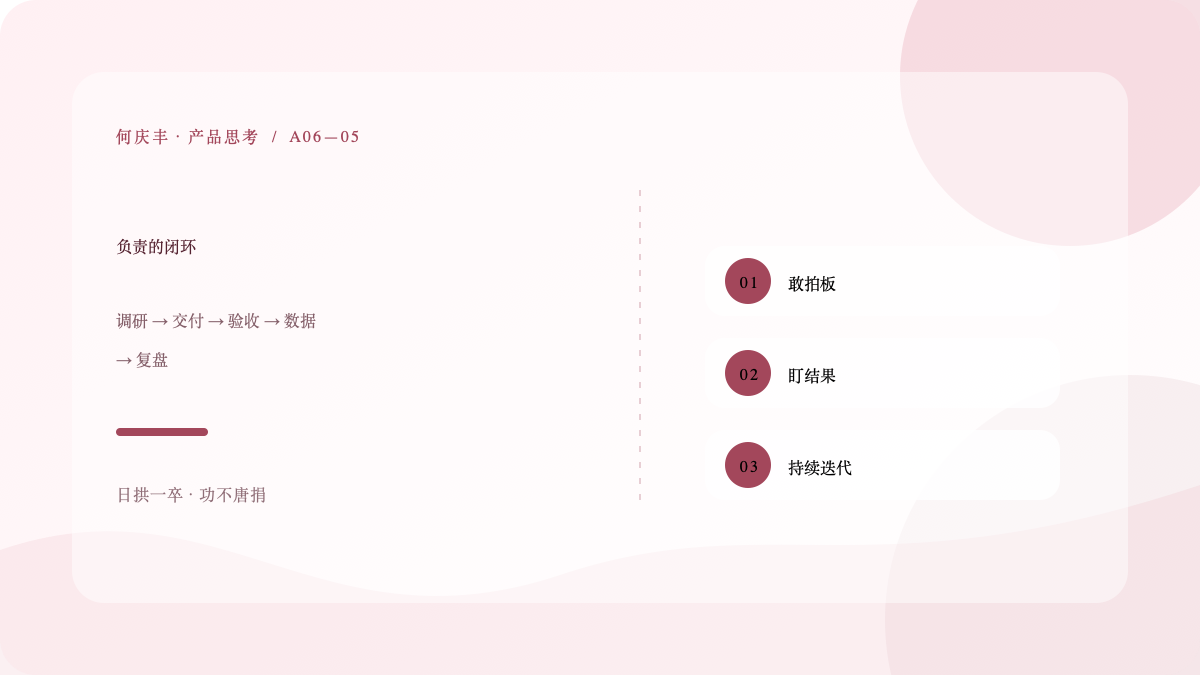 何庆丰 · 产品思考 / A06—05
负责的闭环
调研 → 交付 → 验收 → 数据
→ 复盘
日拱一卒 · 功不唐捐
01 敢拍板
02 盯结果
03 持续迭代